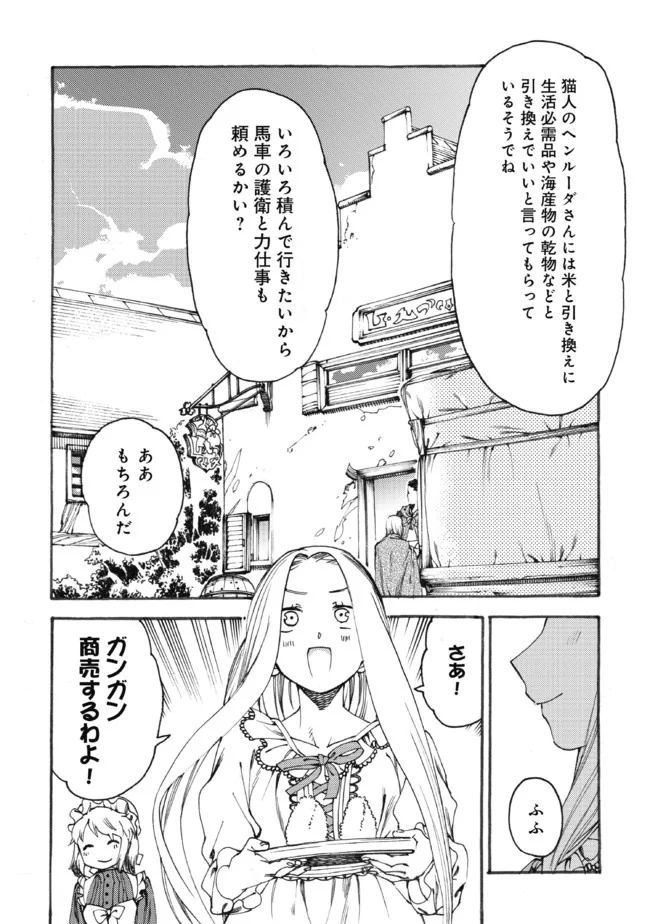 猫人のヘンルーダさんには米と引き換えに
生活必需品や海産物の乾物などと
引き換えでいいと言ってもらって
いるそうでね
いろいろ積んで行きたいから
馬車の護衛と力仕事も
頼めるかい？
ああ
もちろんだ
ふふ
さあ！
ガンガン
商売するわよ！